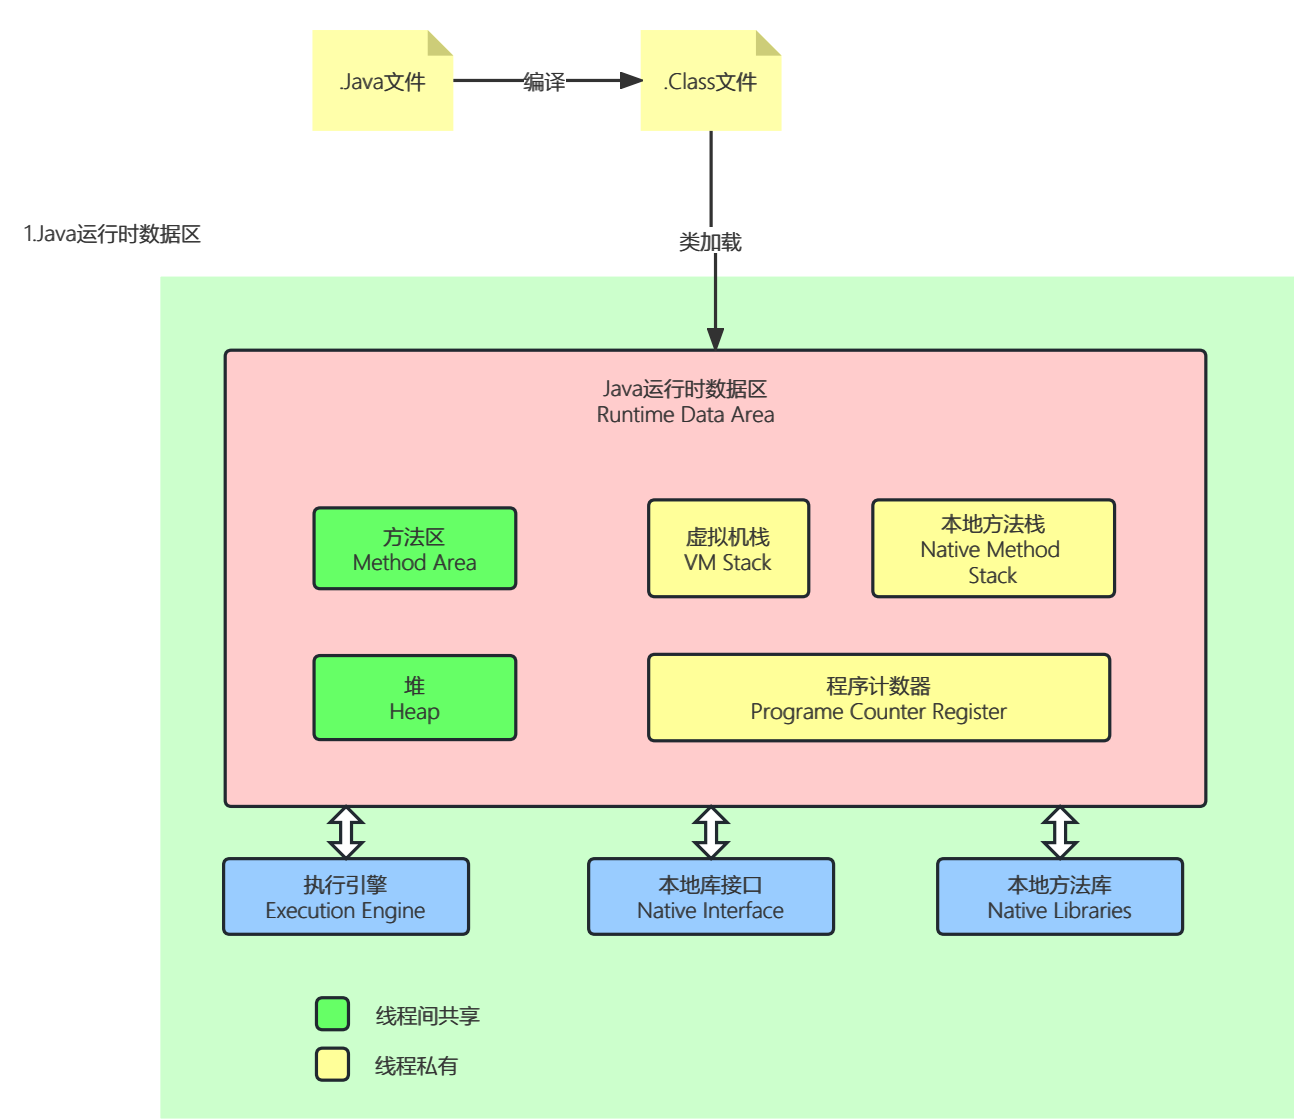 .Java文件
编译
.Class文件
1.Java运行时数据区
类加载
Java运行时数据区
Runtime Data Area
方法区
Method Area
虚拟机栈
VM Stack
本地方法栈
Native Method
Stack
堆
Heap
程序计数器
Programe Counter Register
执行引擎
Execution Engine
本地库接口
Native Interface
本地方法库
Native Libraries
线程间共享
线程私有